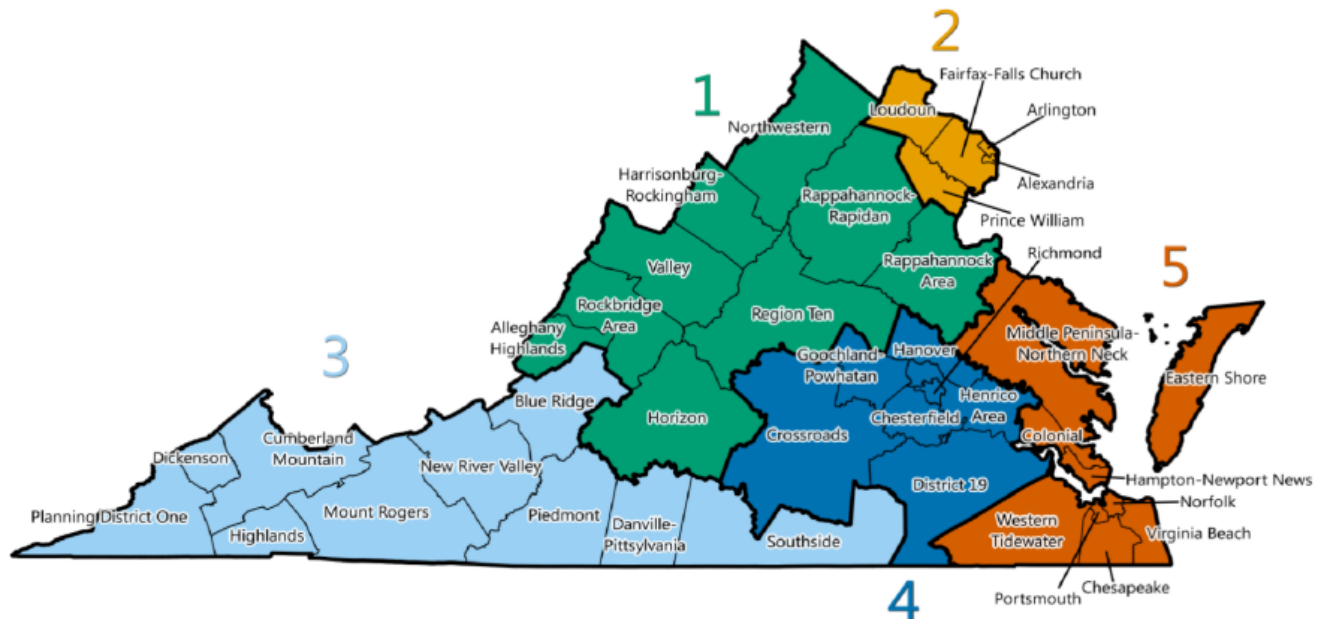 2
Fairfax-Falls Church
1
Loudoun
Arlington
Northwestern
Harrisonburg-
Rockingham
Alexandria
Rappahannock-
Rapidan
Prince William
Richmond
Rappahannock
Area
5
Valley
Rockbridge
Area
Region Ten
Alleghany
Highlands
Middle Peninsula-
Northern Neck
3
Goochland-
Powhatan
Hanover
Eastern Shore
Blue Ridge
Henrico
Area
Horizon
Chesterfield
Crossroads
Colonial
Cumberland
Mountain
Dickenson
New River Valley
Hampton-Newport News
District 19
Norfolk
Planning District One
Mount Rogers
Piedmont
Danville-
Pittsylvania
Highlands
Southside
Western
Tidewater
Virginia Beach
Chesapeake
Portsmouth
4